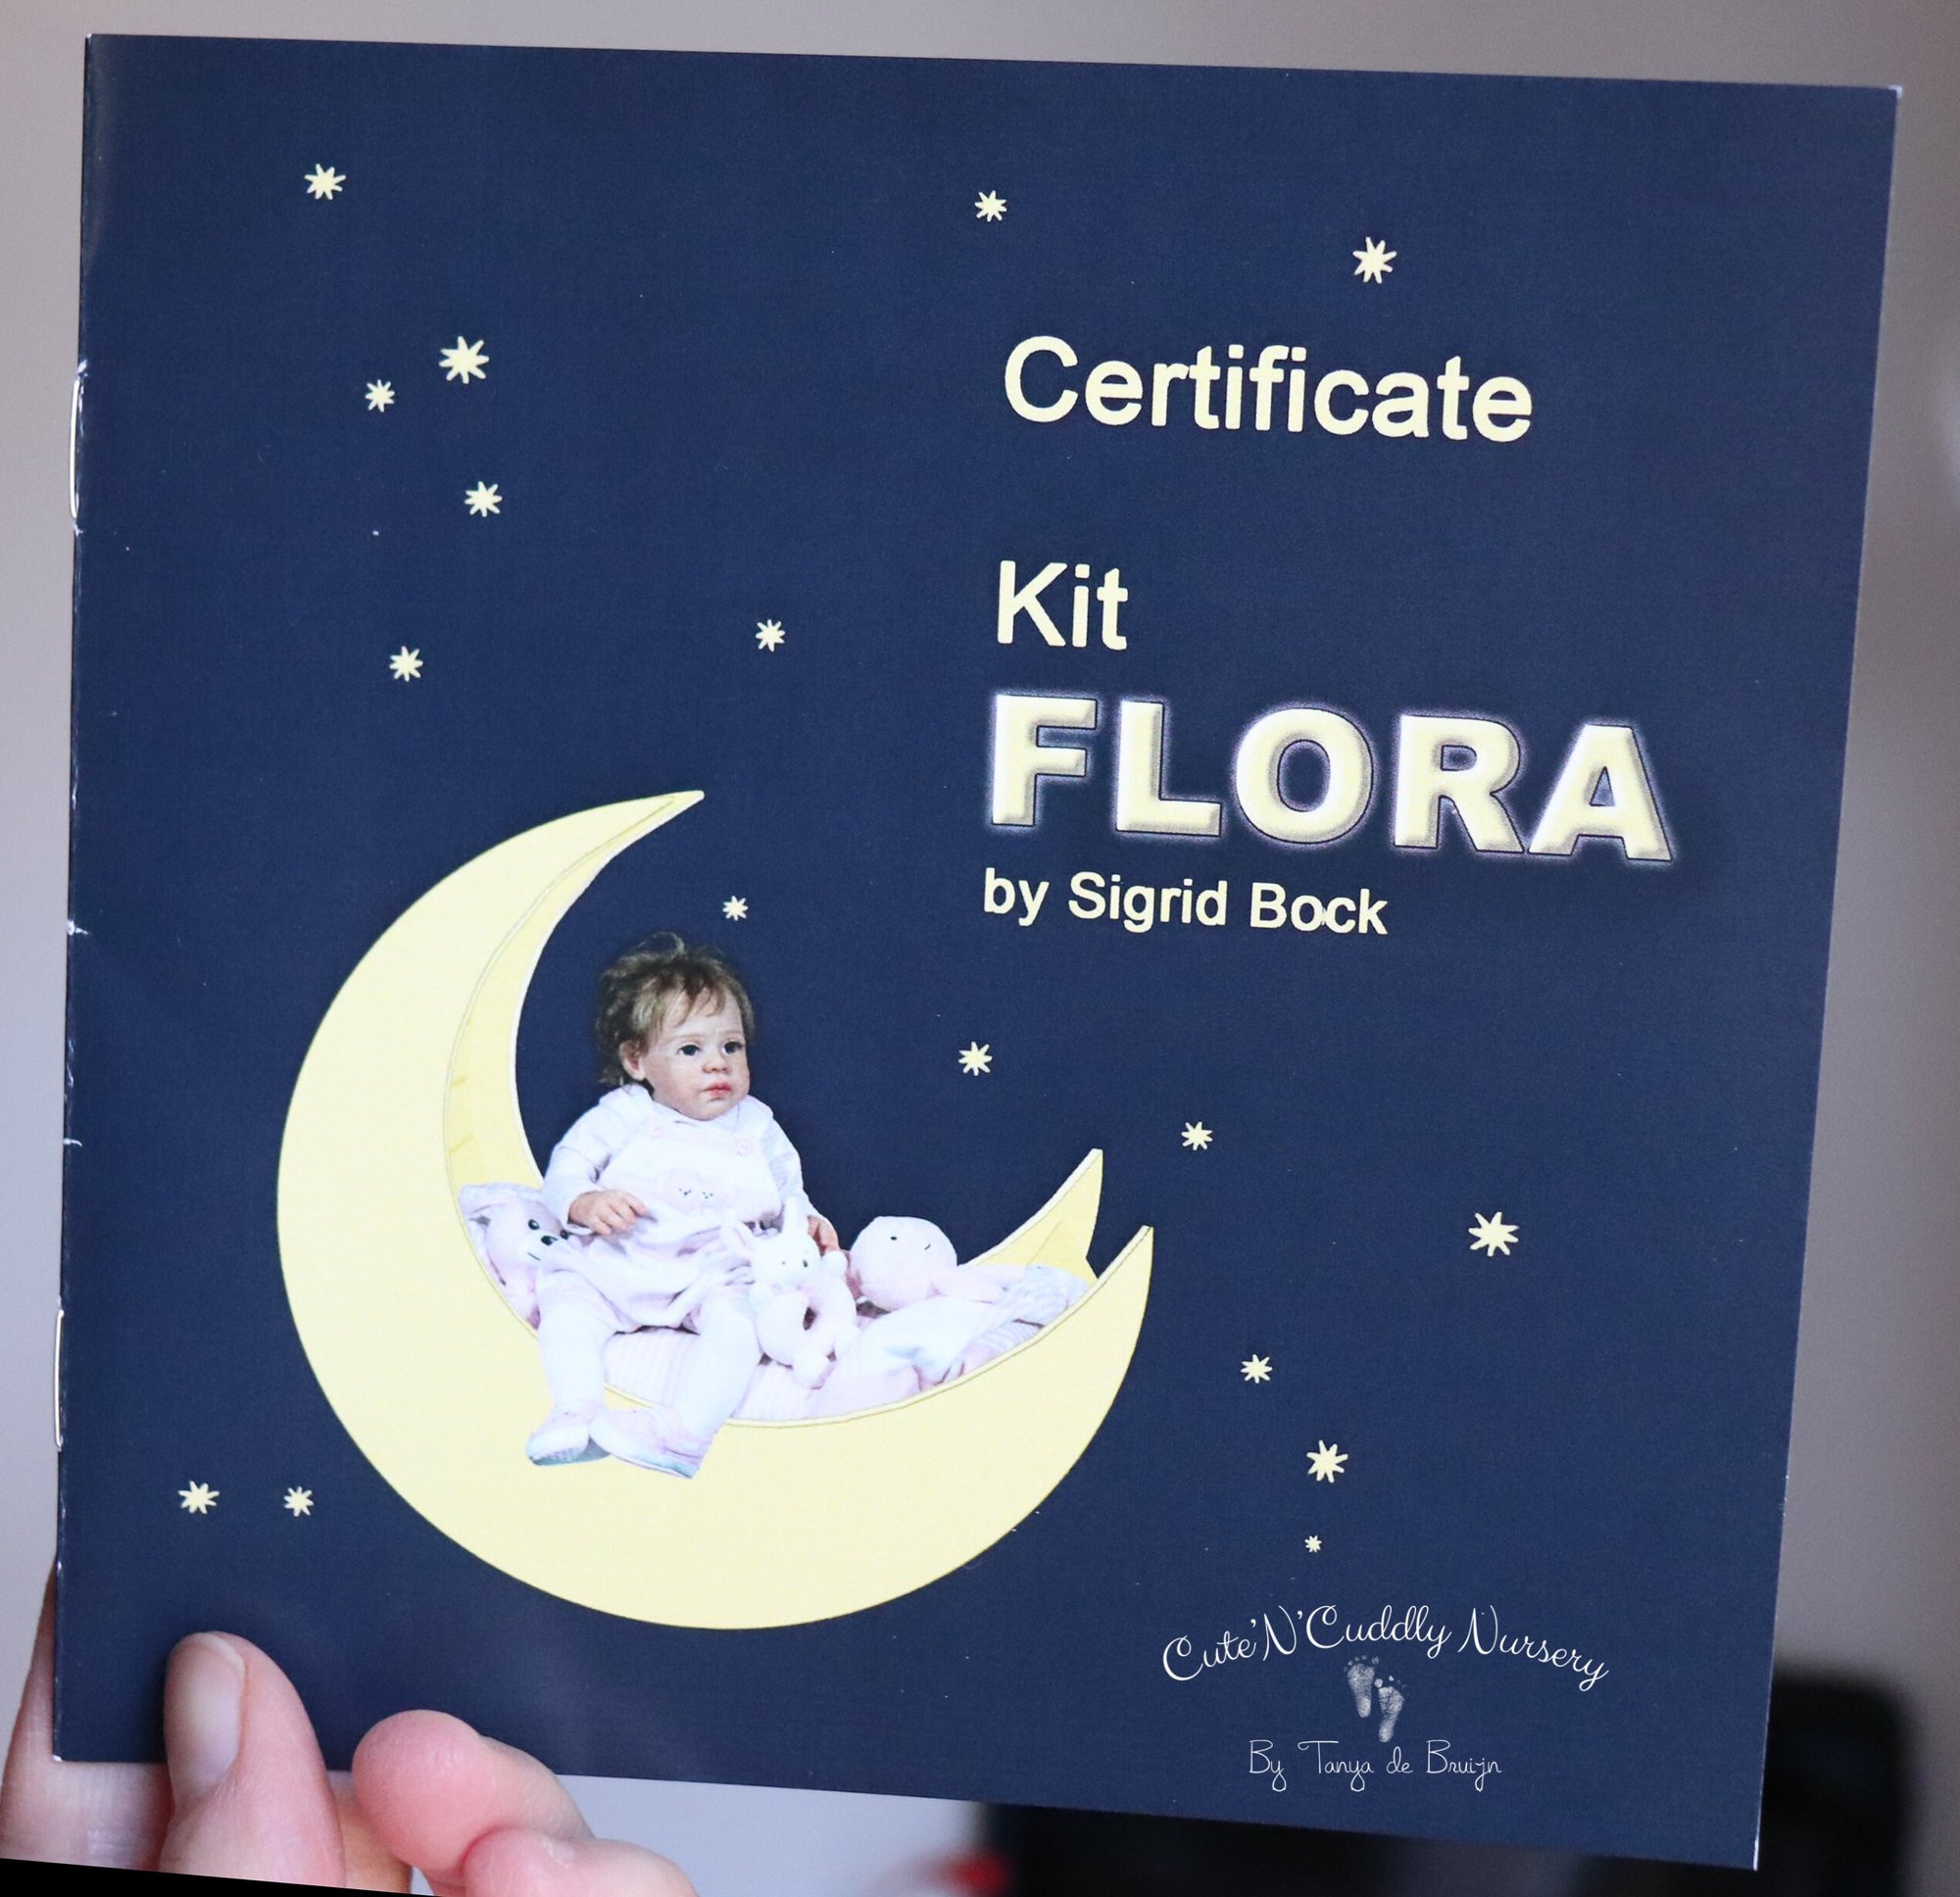 Certificate
Kit
FLORA
by Sigrid Bock
Cute'N'Cuddly Nursery
By Tanya de Bruijn